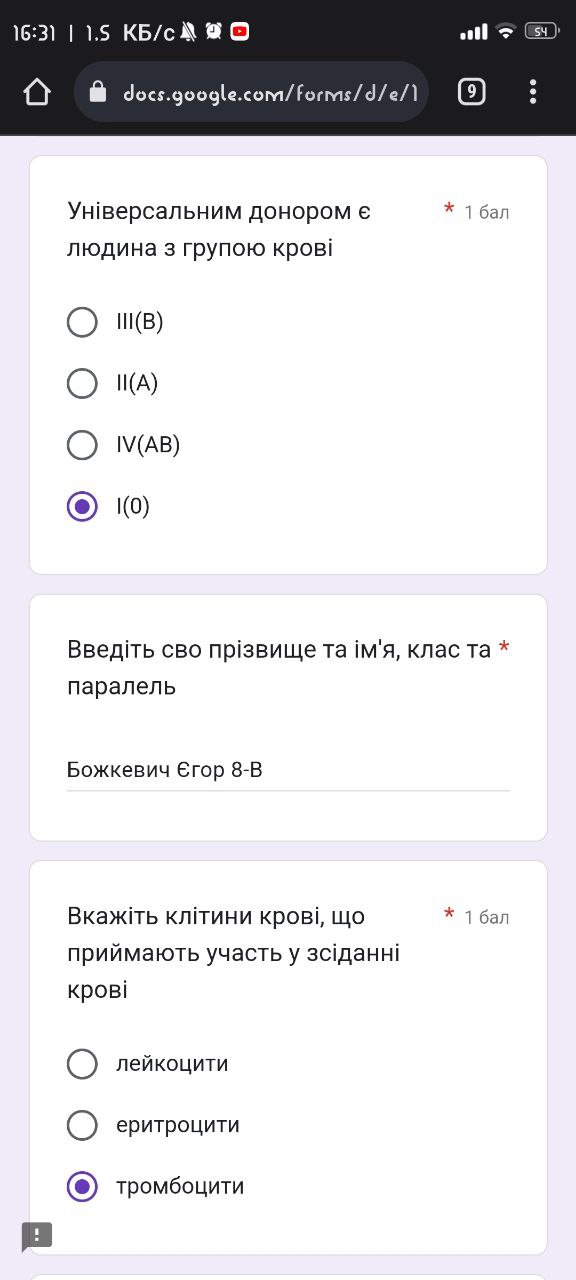 16:31 | 1.5 КБ/с 54
docs.google.com/forms/d/e/1 9
Універсальним донором є * 1 бал
людина з групою крові
III(B)
II(A)
IV(AB)
I(0)
Введіть сво прізвище та ім'я, клас та *
паралель
Божкевич Єгор 8-В
Вкажіть клітини крові, що * 1 бал
приймають участь у зсіданні
крові
лейкоцити
еритроцити
тромбоцити